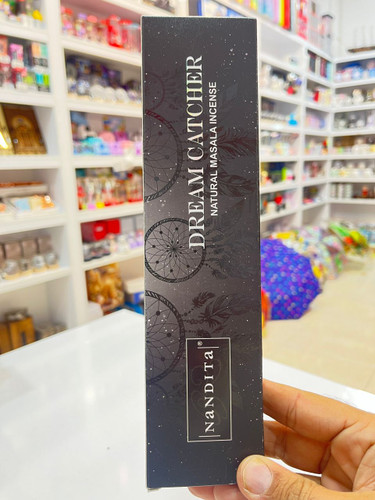 DREAM CATCHER
NATURAL MASALA INCENSE
|NaNDITa|®